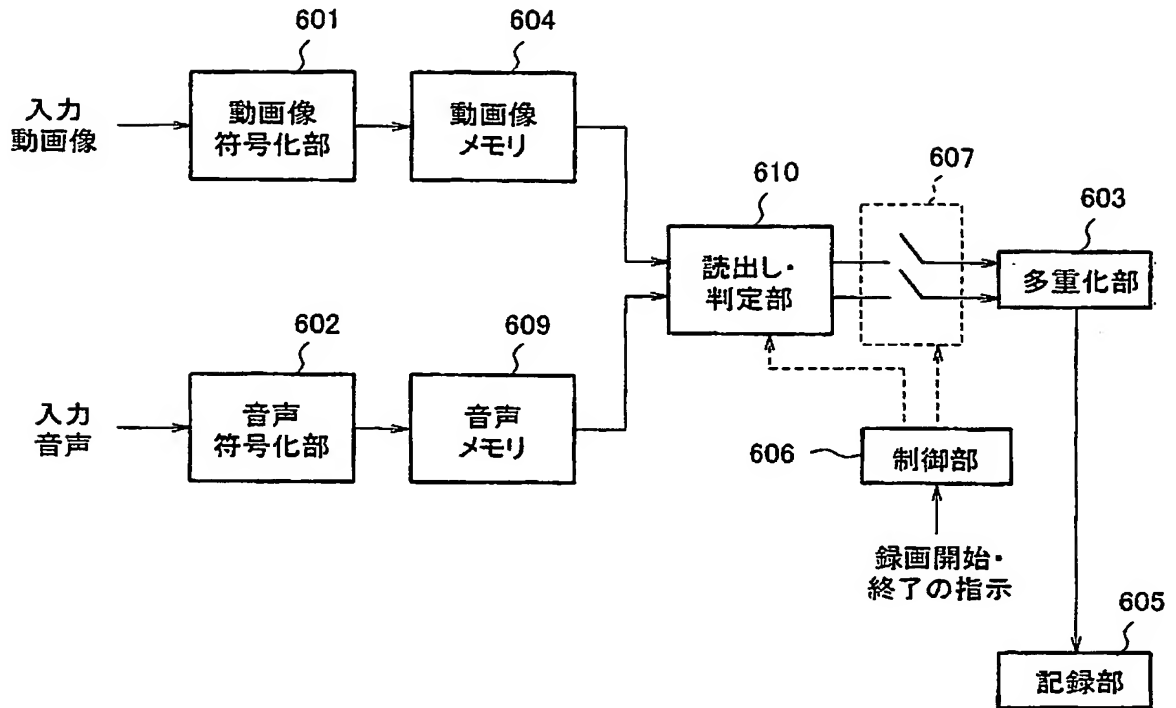 601
604
入力
動画像
動画像
符号化部
動画像
メモリ
610
607
603
読出し・
判定部
多重化部
602
609
入力
音声
音声
符号化部
音声
メモリ
606
制御部
録画開始・
終了の指示
605
記録部